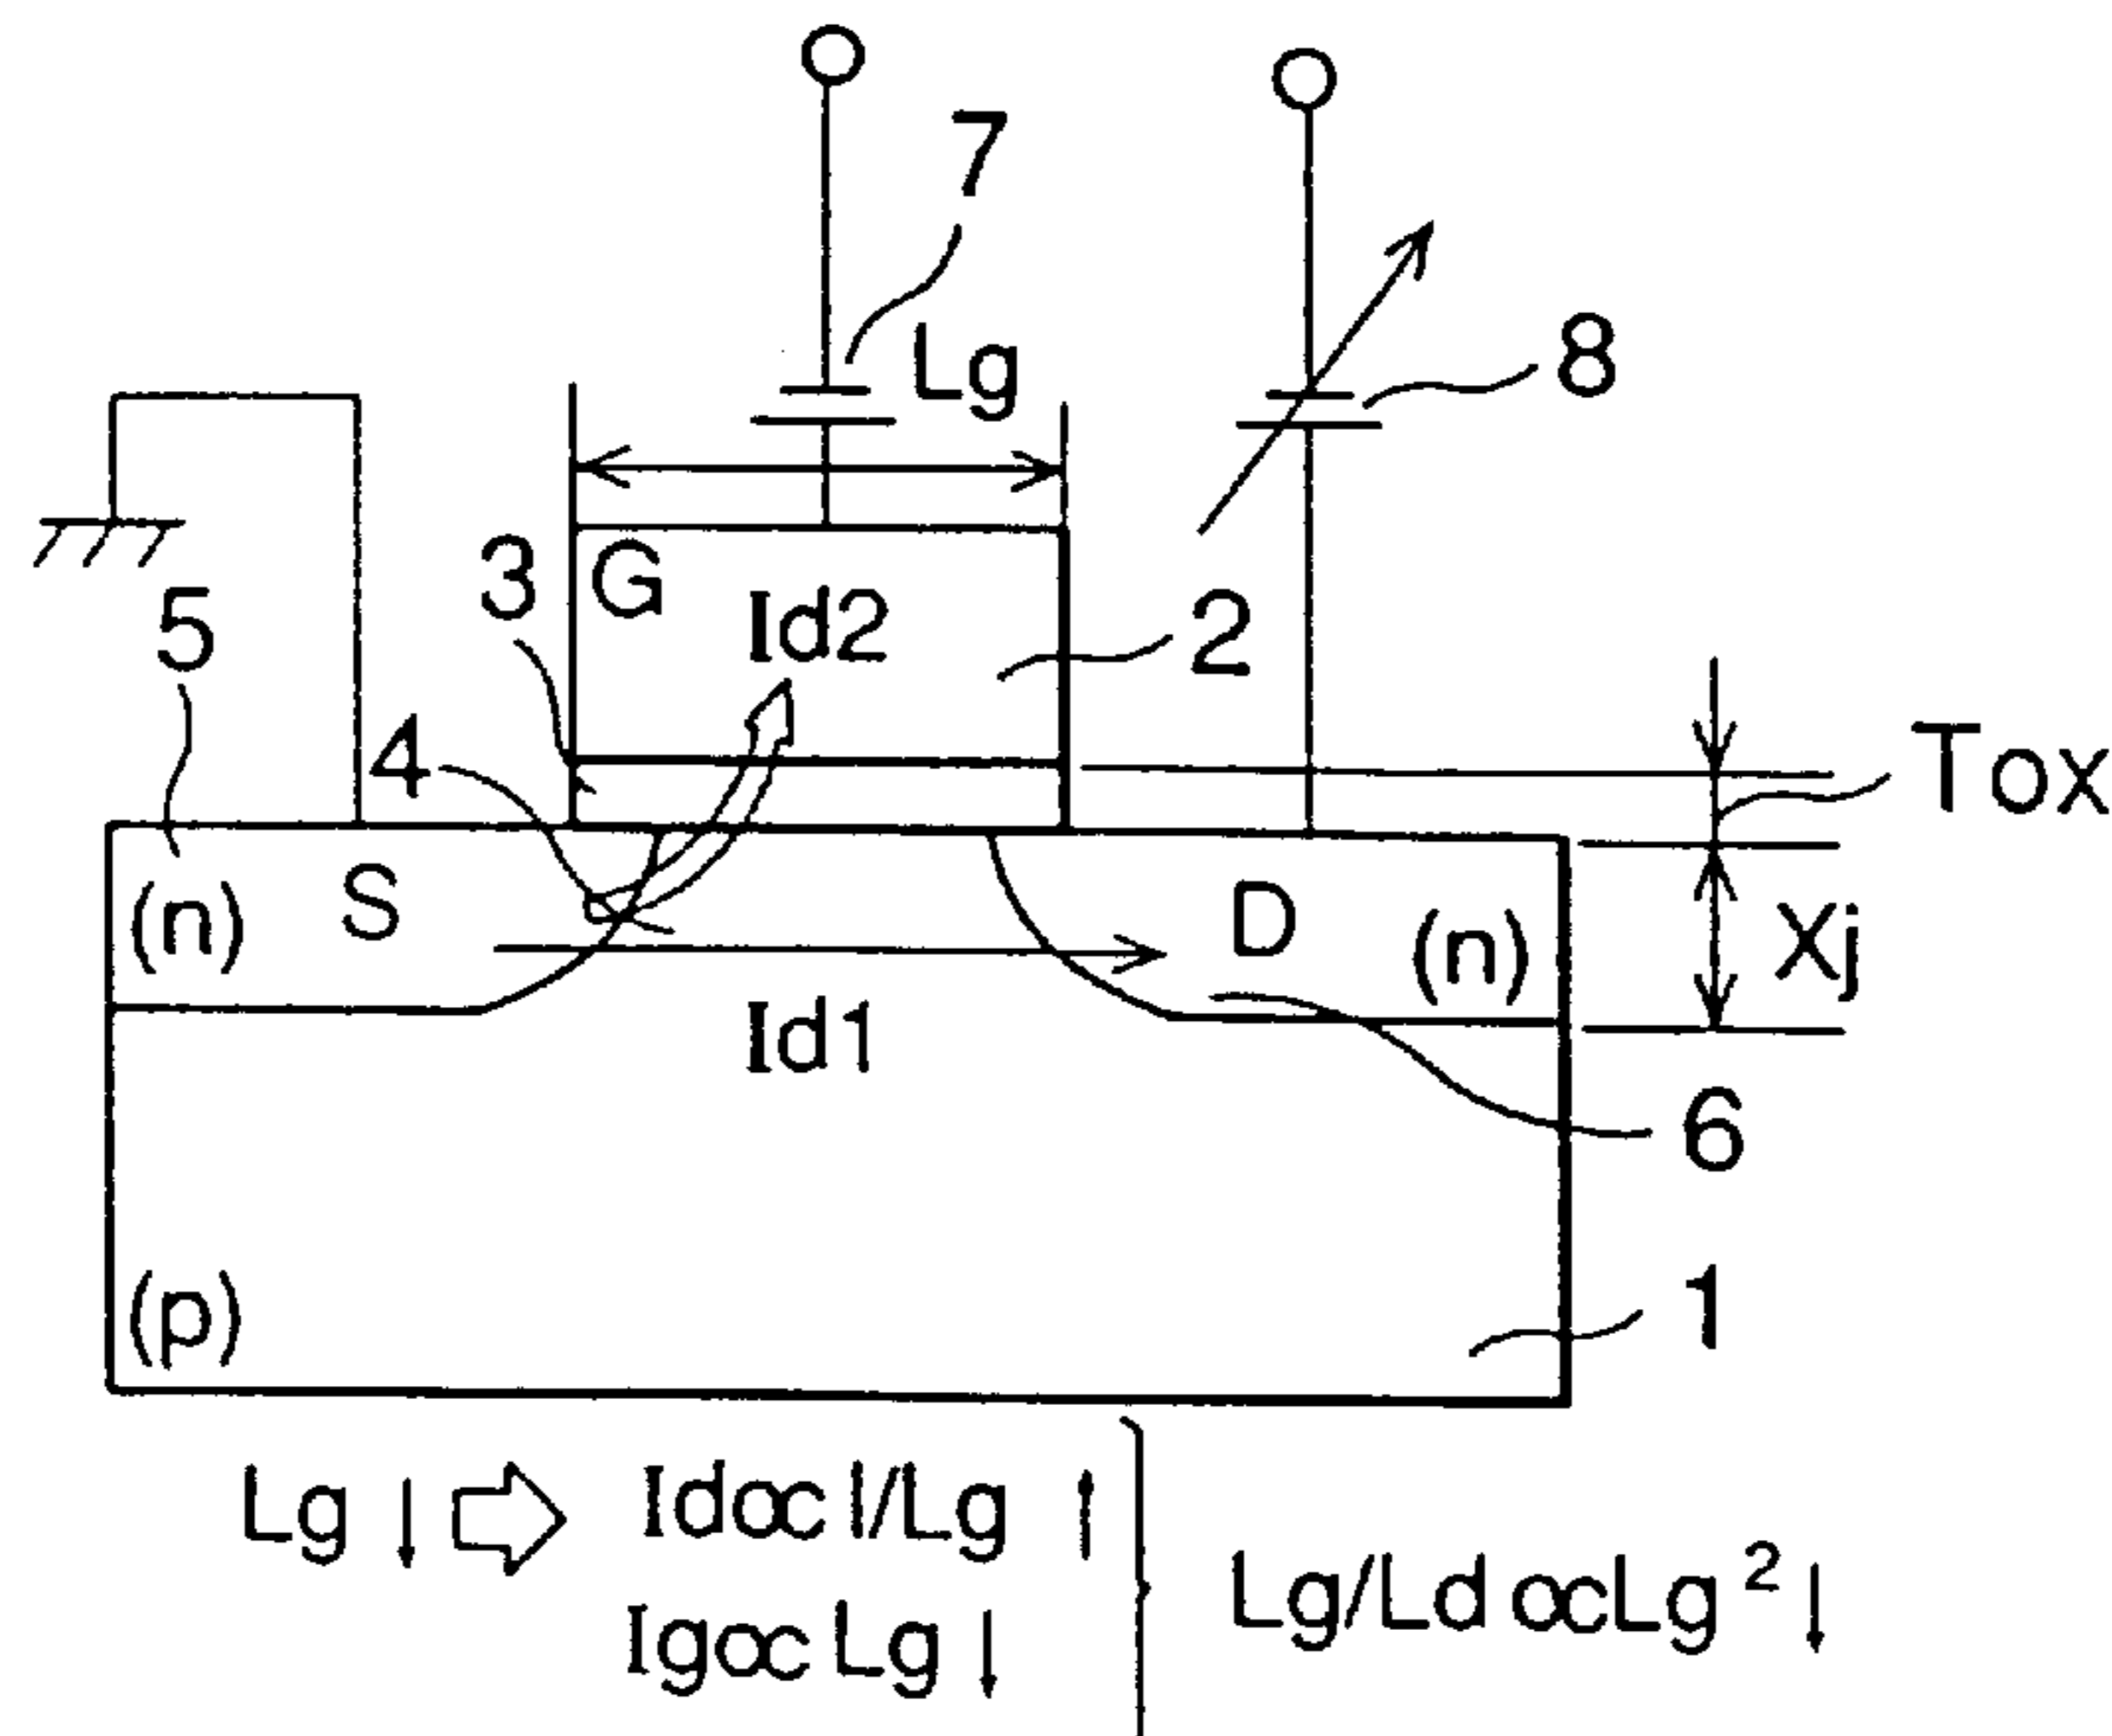 7
Lg
8
3
G
Id2
2
5
4
Tox
(n)
S
D
(n)
Xj
Id1
6
(p)
1
Lg ↓ ⇨ Id∝1/Lg ↑
Ig∝Lg ↓
Lg/Ld ∝Lg² ↓